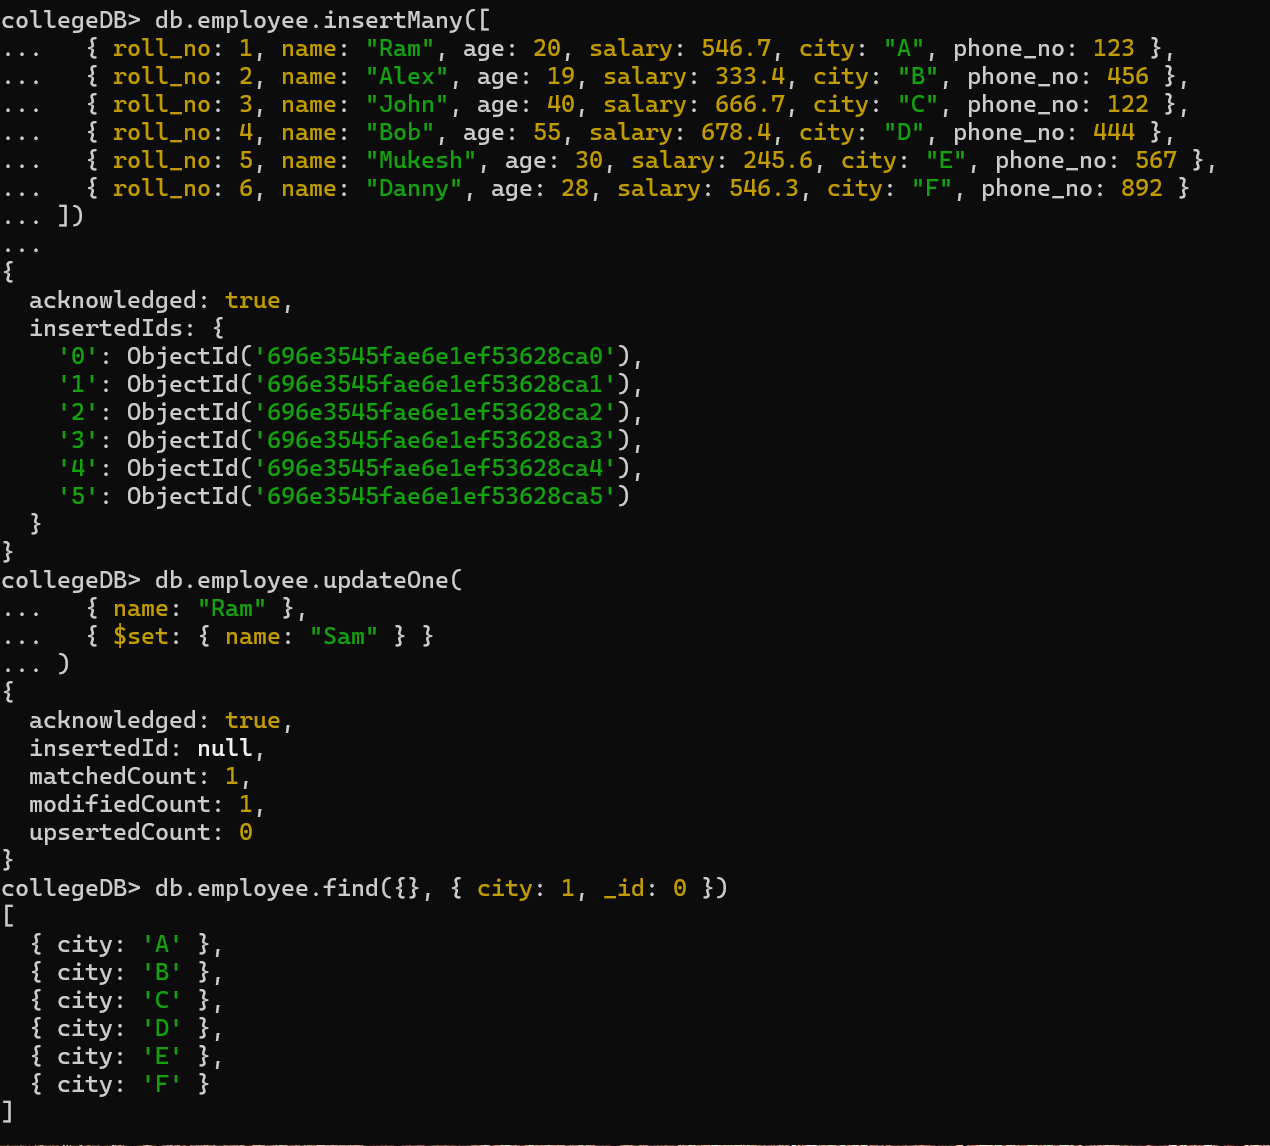 collegeDB> db.employee.insertMany([
...   { roll_no: 1, name: "Ram", age: 20, salary: 546.7, city: "A", phone_no: 123 },
...   { roll_no: 2, name: "Alex", age: 19, salary: 333.4, city: "B", phone_no: 456 },
...   { roll_no: 3, name: "John", age: 40, salary: 666.7, city: "C", phone_no: 122 },
...   { roll_no: 4, name: "Bob", age: 55, salary: 678.4, city: "D", phone_no: 444 },
...   { roll_no: 5, name: "Mukesh", age: 30, salary: 245.6, city: "E", phone_no: 567 },
...   { roll_no: 6, name: "Danny", age: 28, salary: 546.3, city: "F", phone_no: 892 }
... ])
...
{
  acknowledged: true,
  insertedIds: {
    '0': ObjectId('696e3545fae6e1ef53628ca0'),
    '1': ObjectId('696e3545fae6e1ef53628ca1'),
    '2': ObjectId('696e3545fae6e1ef53628ca2'),
    '3': ObjectId('696e3545fae6e1ef53628ca3'),
    '4': ObjectId('696e3545fae6e1ef53628ca4'),
    '5': ObjectId('696e3545fae6e1ef53628ca5')
  }
}
collegeDB> db.employee.updateOne(
...   { name: "Ram" },
...   { $set: { name: "Sam" } }
... )
{
  acknowledged: true,
  insertedId: null,
  matchedCount: 1,
  modifiedCount: 1,
  upsertedCount: 0
}
collegeDB> db.employee.find({}, { city: 1, _id: 0 })
[
  { city: 'A' },
  { city: 'B' },
  { city: 'C' },
  { city: 'D' },
  { city: 'E' },
  { city: 'F' }
]